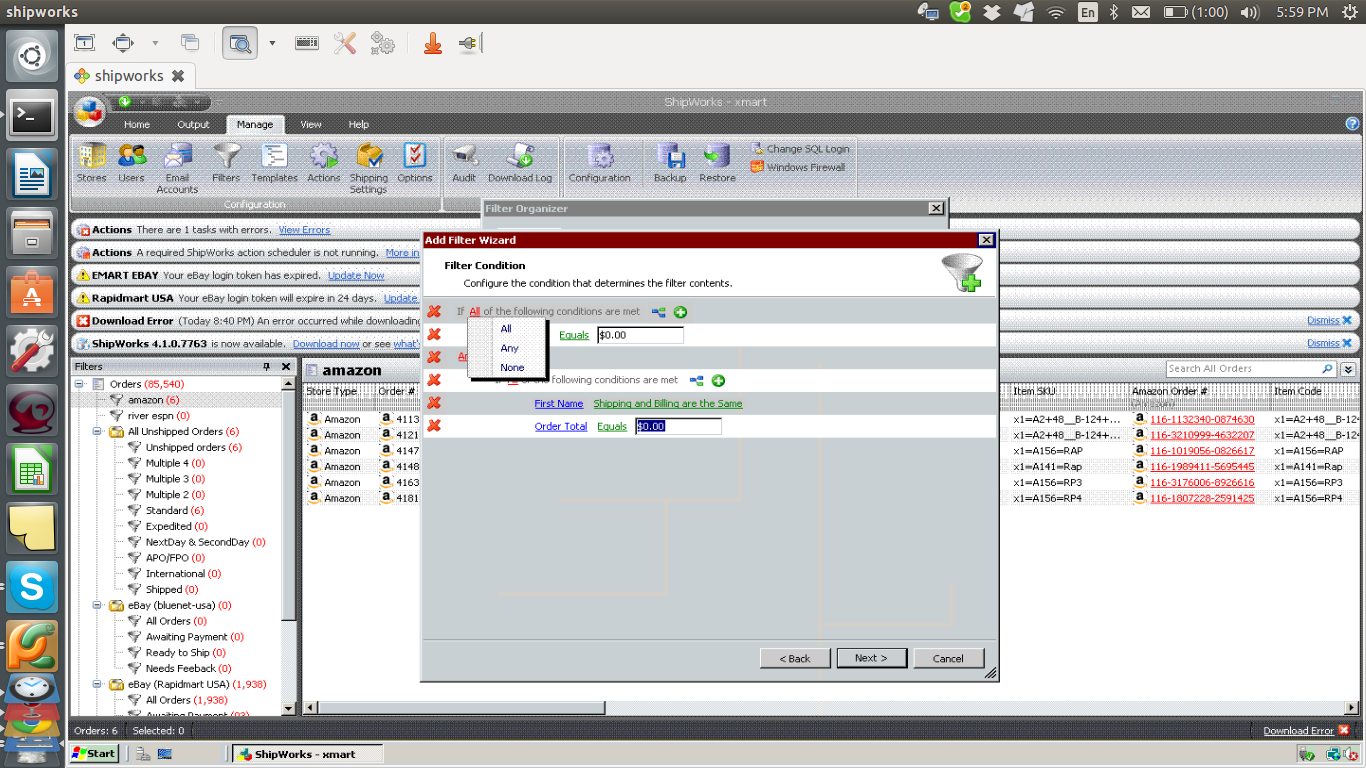 shipworks
En
(1:00)
5:59 PM
shipworks
ShipWorks - xmart
Home Output Manage View Help
Stores Users Email Accounts Filters Templates Actions Shipping Settings Options
Audit Download Log Configuration Backup Restore
Change SQL Login
Windows Firewall
Configuration
Actions There are 1 tasks with errors. View Errors
Actions A required ShipWorks action scheduler is not running. More in
EMART EBAY Your eBay login token has expired. Update Now
Rapidmart USA Your eBay login token will expire in 24 days. Update
Download Error (Today 8:40 PM) An error occurred while downloading
Dismiss
ShipWorks 4.1.0.7763 is now available. Download now or see what's
Dismiss
Filter Organizer
Add Filter Wizard
Filter Condition
Configure the condition that determines the filter contents.
If All of the following conditions are met
All
Any
None
Equals $0.00
of the following conditions are met
First Name Shipping and Billing are the Same
Order Total Equals $0.00
< Back Next > Cancel
Filters
Orders (85,540)
amazon (6)
river espn (0)
All Unshipped Orders (6)
Unshipped orders (6)
Multiple 4 (0)
Multiple 3 (0)
Multiple 2 (0)
Standard (6)
Expedited (0)
NextDay & SecondDay (0)
APO/FPO (0)
International (0)
Shipped (0)
eBay (bluenet-usa) (0)
All Orders (0)
Awaiting Payment (0)
Ready to Ship (0)
Needs Feeback (0)
eBay (Rapidmart USA) (1,938)
All Orders (1,938)
Awaiting Payment (93)
amazon
Search All Orders
Store Type Order # Item SKU Amazon Order # Item Code
Amazon 4113 x1=A2+48__B-124+... 116-1132340-0874630 x1=A2+48__B-124+
Amazon 4121 x1=A2+48__B-124+... 116-3210999-4632207 x1=A2+48__B-124+
Amazon 4147 x1=A156=RAP 116-1019056-0826617 x1=A156=RAP
Amazon 4148 x1=A141=Rap 116-1989411-5695445 x1=A141=Rap
Amazon 4163 x1=A156=RP3 116-3176006-8926616 x1=A156=RP3
Amazon 4181 x1=A156=RP4 116-1807228-2591425 x1=A156=RP4
Orders: 6 Selected: 0
Download Error
Start
ShipWorks - xmart